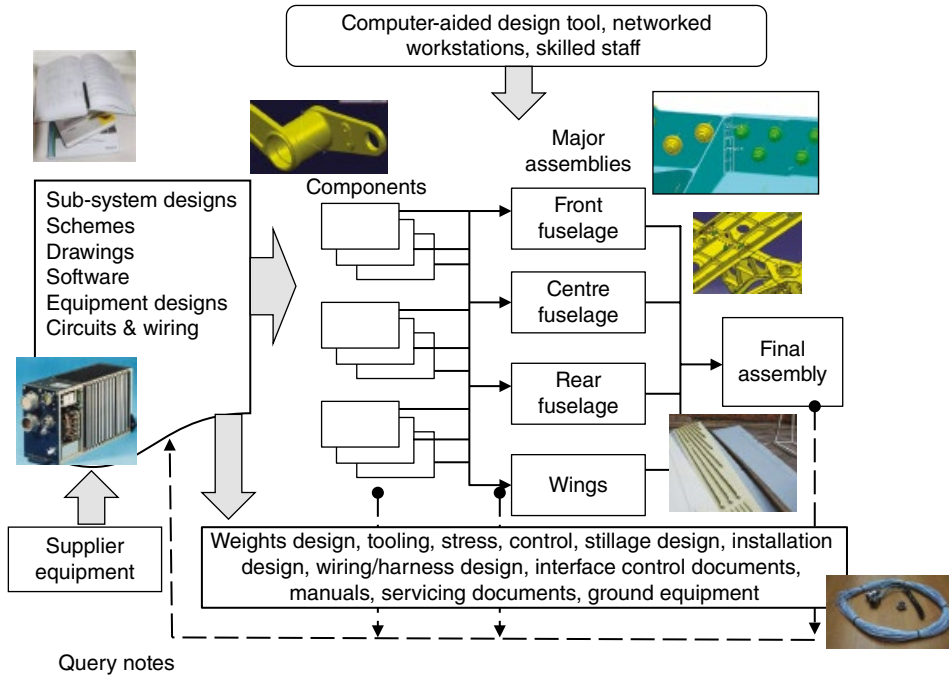 Computer-aided design tool, networked
workstations, skilled staff
Major
assemblies
Components
Sub-system designs
Schemes
Drawings
Software
Equipment designs
Circuits & wiring
Front
fuselage
Centre
fuselage
Rear
fuselage
Wings
Final
assembly
Supplier
equipment
Weights design, tooling, stress, control, stillage design, installation
design, wiring/harness design, interface control documents,
manuals, servicing documents, ground equipment
Query notes